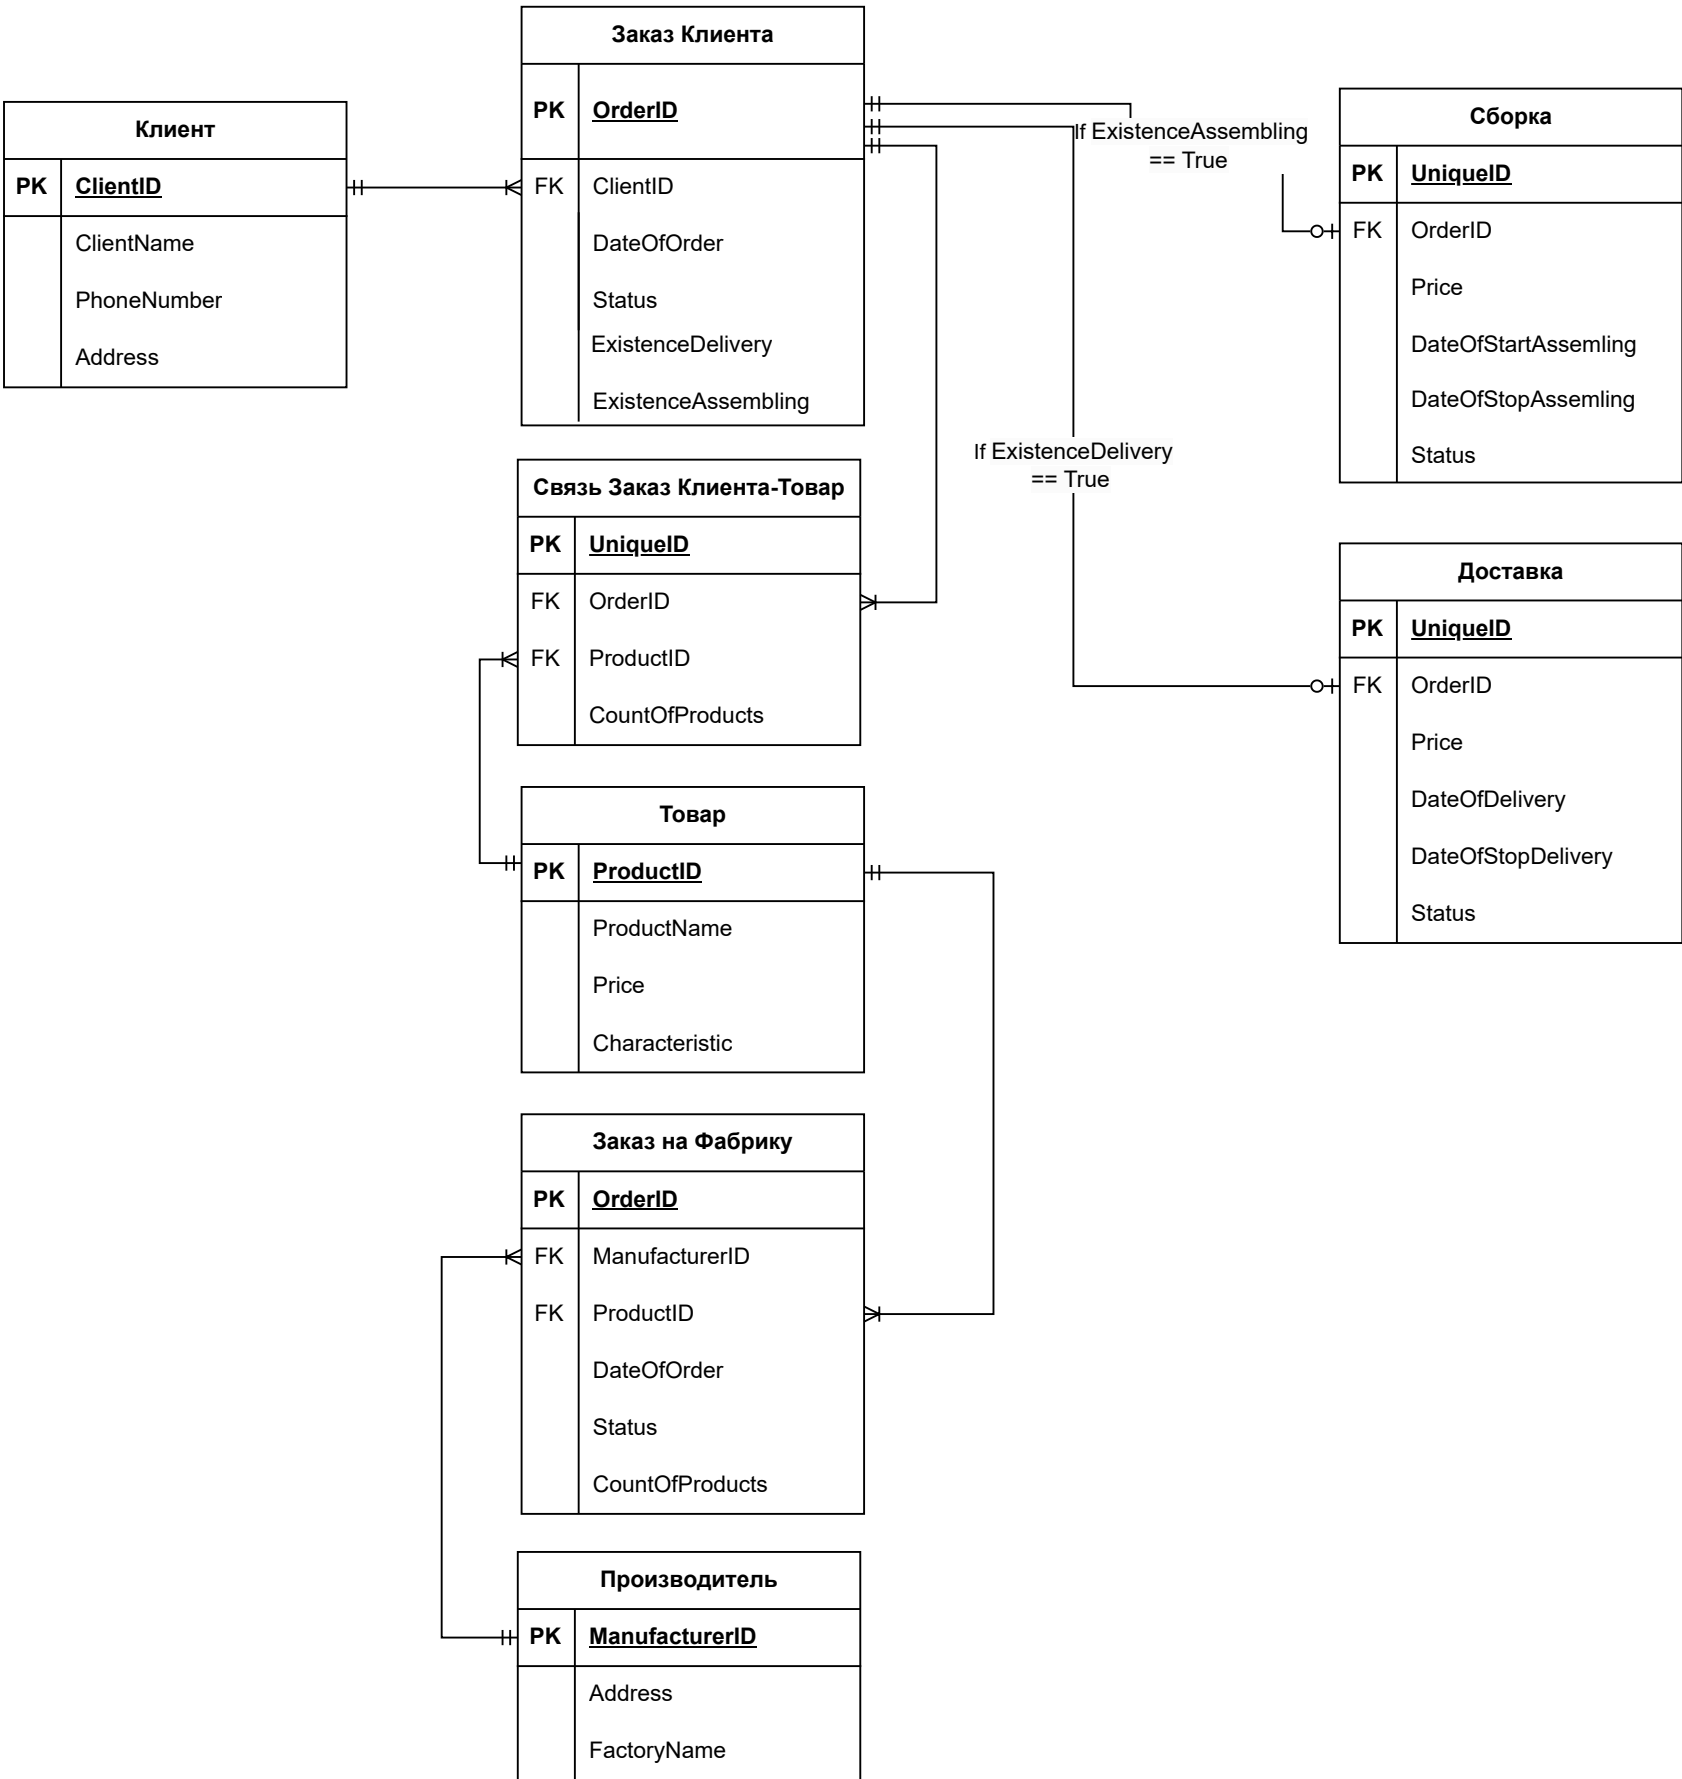 Заказ Клиента
PK OrderID
FK ClientID
DateOfOrder
Status
ExistenceDelivery
ExistenceAssembling
Клиент
PK ClientID
ClientName
PhoneNumber
Address
If ExistenceAssembling
== True
Сборка
PK UniqueID
FK OrderID
Price
DateOfStartAssemling
DateOfStopAssemling
Status
If ExistenceDelivery
== True
Связь Заказ Клиента-Товар
PK UniqueID
FK OrderID
FK ProductID
CountOfProducts
Доставка
PK UniqueID
FK OrderID
Price
DateOfDelivery
DateOfStopDelivery
Status
Товар
PK ProductID
ProductName
Price
Characteristic
Заказ на Фабрику
PK OrderID
FK ManufacturerID
FK ProductID
DateOfOrder
Status
CountOfProducts
Производитель
PK ManufacturerID
Address
FactoryName